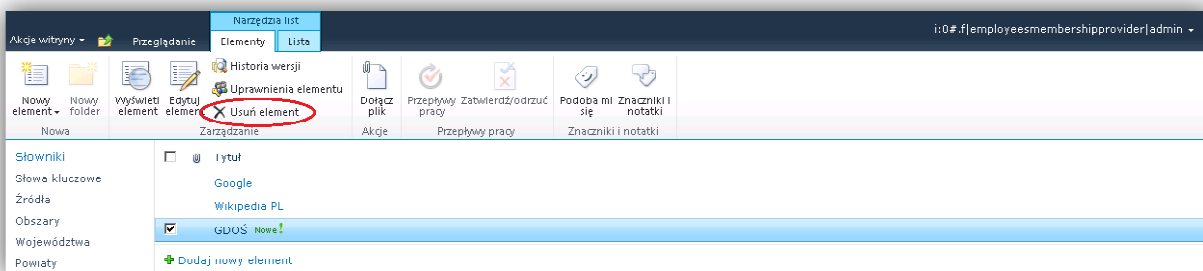 Narzędzia list
Akcje witryny
Przeglądanie
Elementy
Lista
i:0#.f|employeesmembershipprovider|admin
Nowy element
Nowy folder
Wyświetl element
Edytuj element
Historia wersji
Uprawnienia elementu
Usuń element
Dołącz plik
Przepływy pracy
Zatwierdź/odrzuć
Podoba mi się
Znaczniki i notatki
Nowa
Zarządzanie
Akcje
Przepływy pracy
Znaczniki i notatki
Słowniki
Słowa kluczowe
Źródła
Obszary
Województwa
Powiaty
Tytuł
Google
Wikipedia PL
GDOŚ Nowe!
Dodaj nowy element